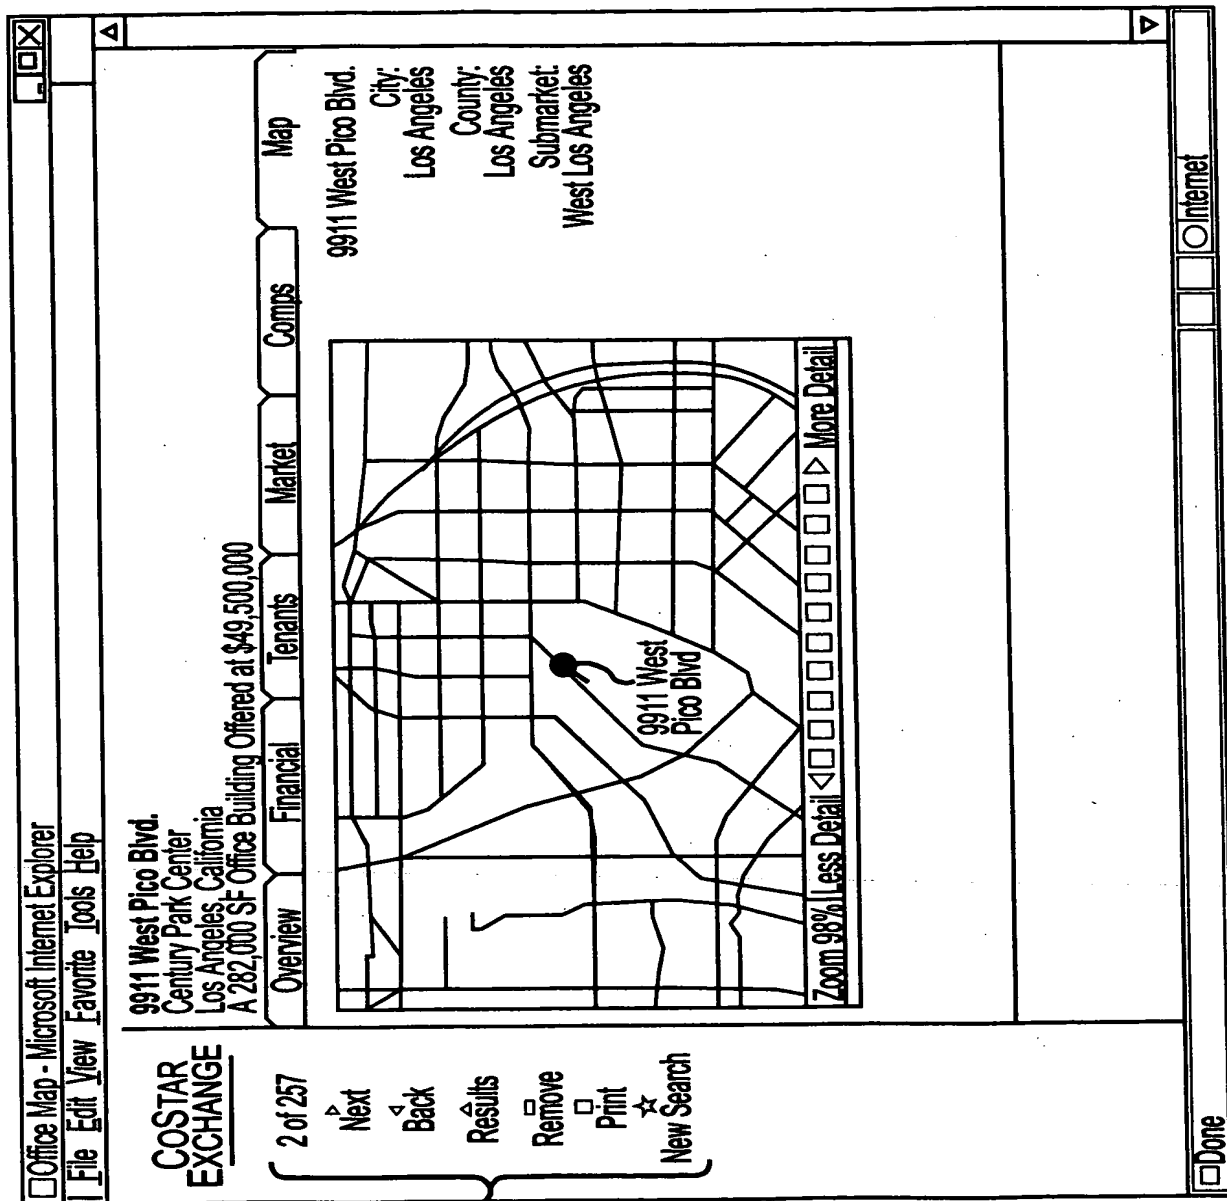 Office Map - Microsoft Internet Explorer
File Edit View Favorite Tools Help
COSTAR
EXCHANGE
2 of 257
Next
Back
Results
Remove
Print
New Search
9911 West Pico Blvd.
Century Park Center
Los Angeles, California
A 282,000 SF Office Building Offered at $49,500,000
Overview Financial Tenants Market Comps Map
9911 West
Pico Blvd
Zoom 98% Less Detail More Detail
9911 West Pico Blvd.
City:
Los Angeles
County:
Los Angeles
Submarket:
West Los Angeles
Done Internet